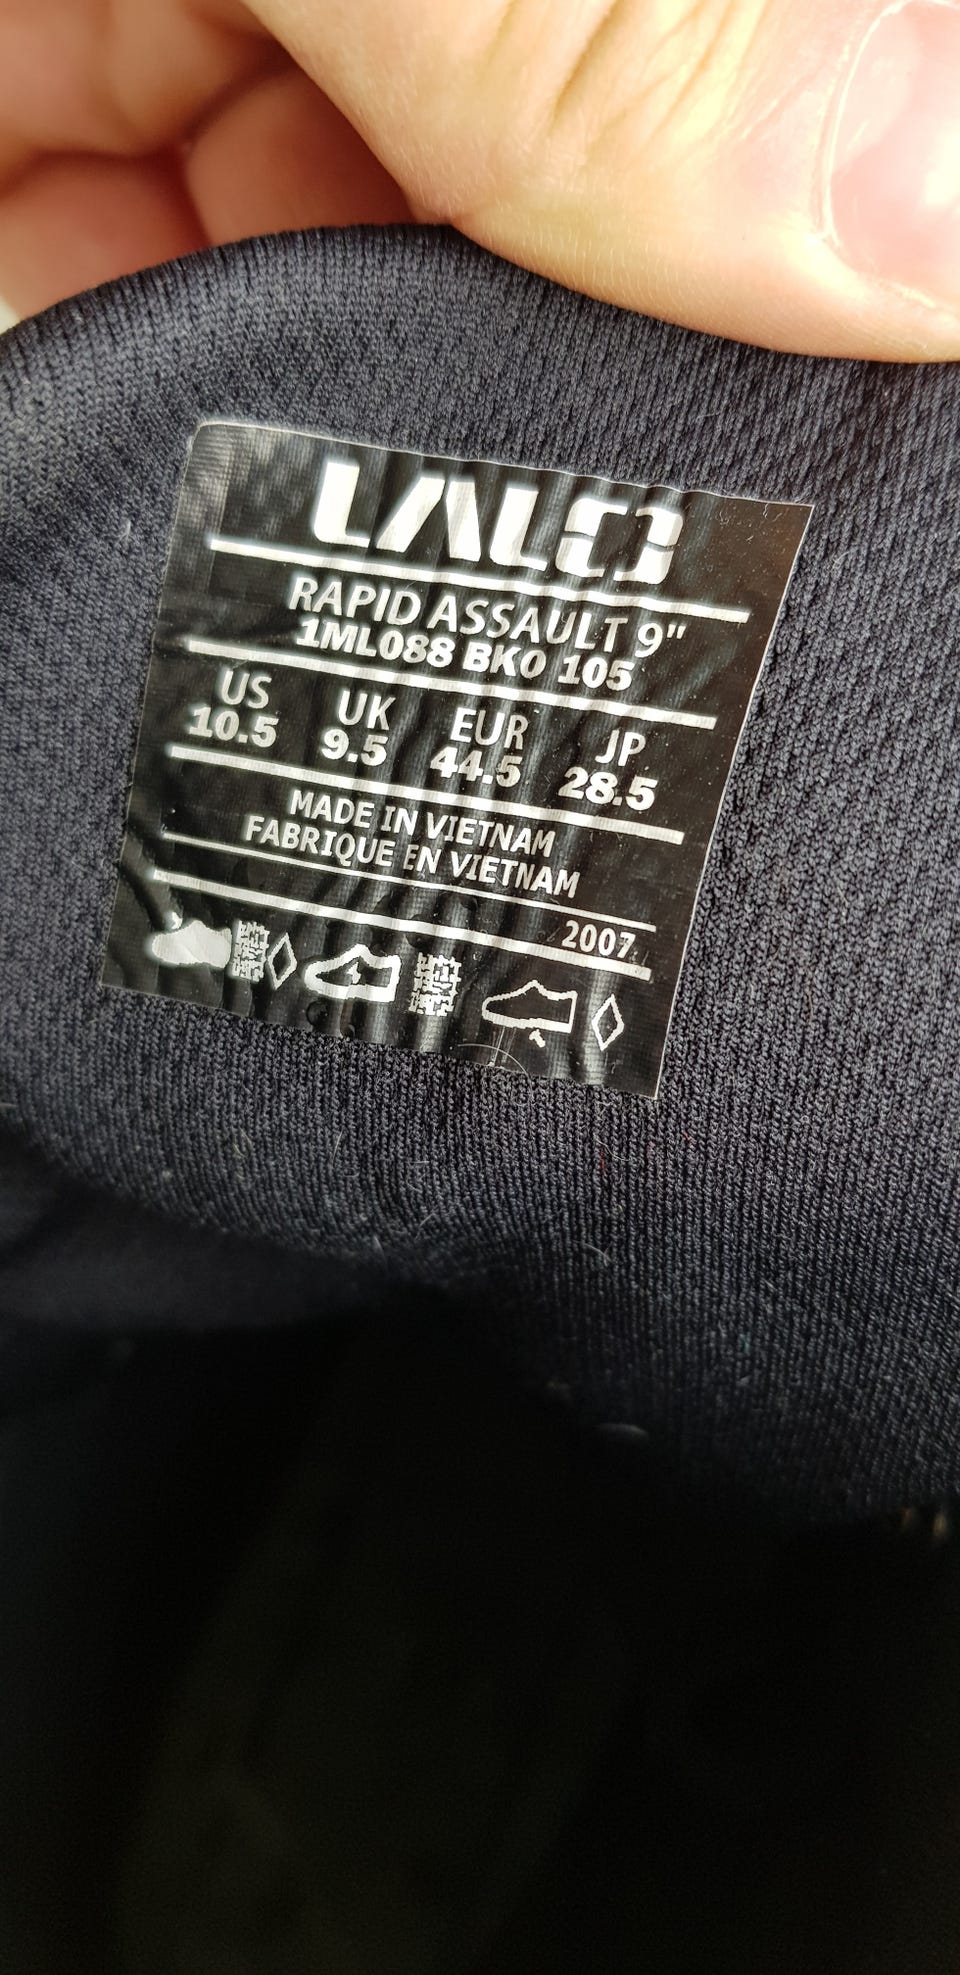 LALO
RAPID ASSAULT 9"
1ML088 BK0 105
US UK EUR JP
10.5 9.5 44.5 28.5
MADE IN VIETNAM
FABRIQUE EN VIETNAM
2007